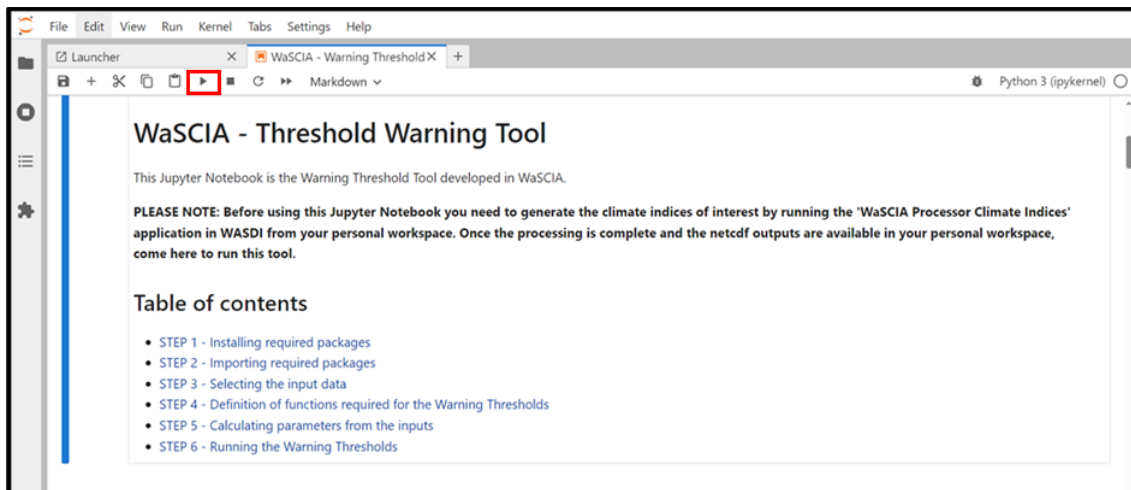 File Edit View Run Kernel Tabs Settings Help
Launcher
WaSCIA - Warning Threshold
Markdown
Python 3 (ipykernel)
WaSCIA - Threshold Warning Tool
This Jupyter Notebook is the Warning Threshold Tool developed in WaSCIA.
PLEASE NOTE: Before using this Jupyter Notebook you need to generate the climate indices of interest by running the 'WaSCIA Processor Climate Indices'
application in WASDI from your personal workspace. Once the processing is complete and the netcdf outputs are available in your personal workspace,
come here to run this tool.
Table of contents
• STEP 1 - Installing required packages
• STEP 2 - Importing required packages
• STEP 3 - Selecting the input data
• STEP 4 - Definition of functions required for the Warning Thresholds
• STEP 5 - Calculating parameters from the inputs
• STEP 6 - Running the Warning Thresholds